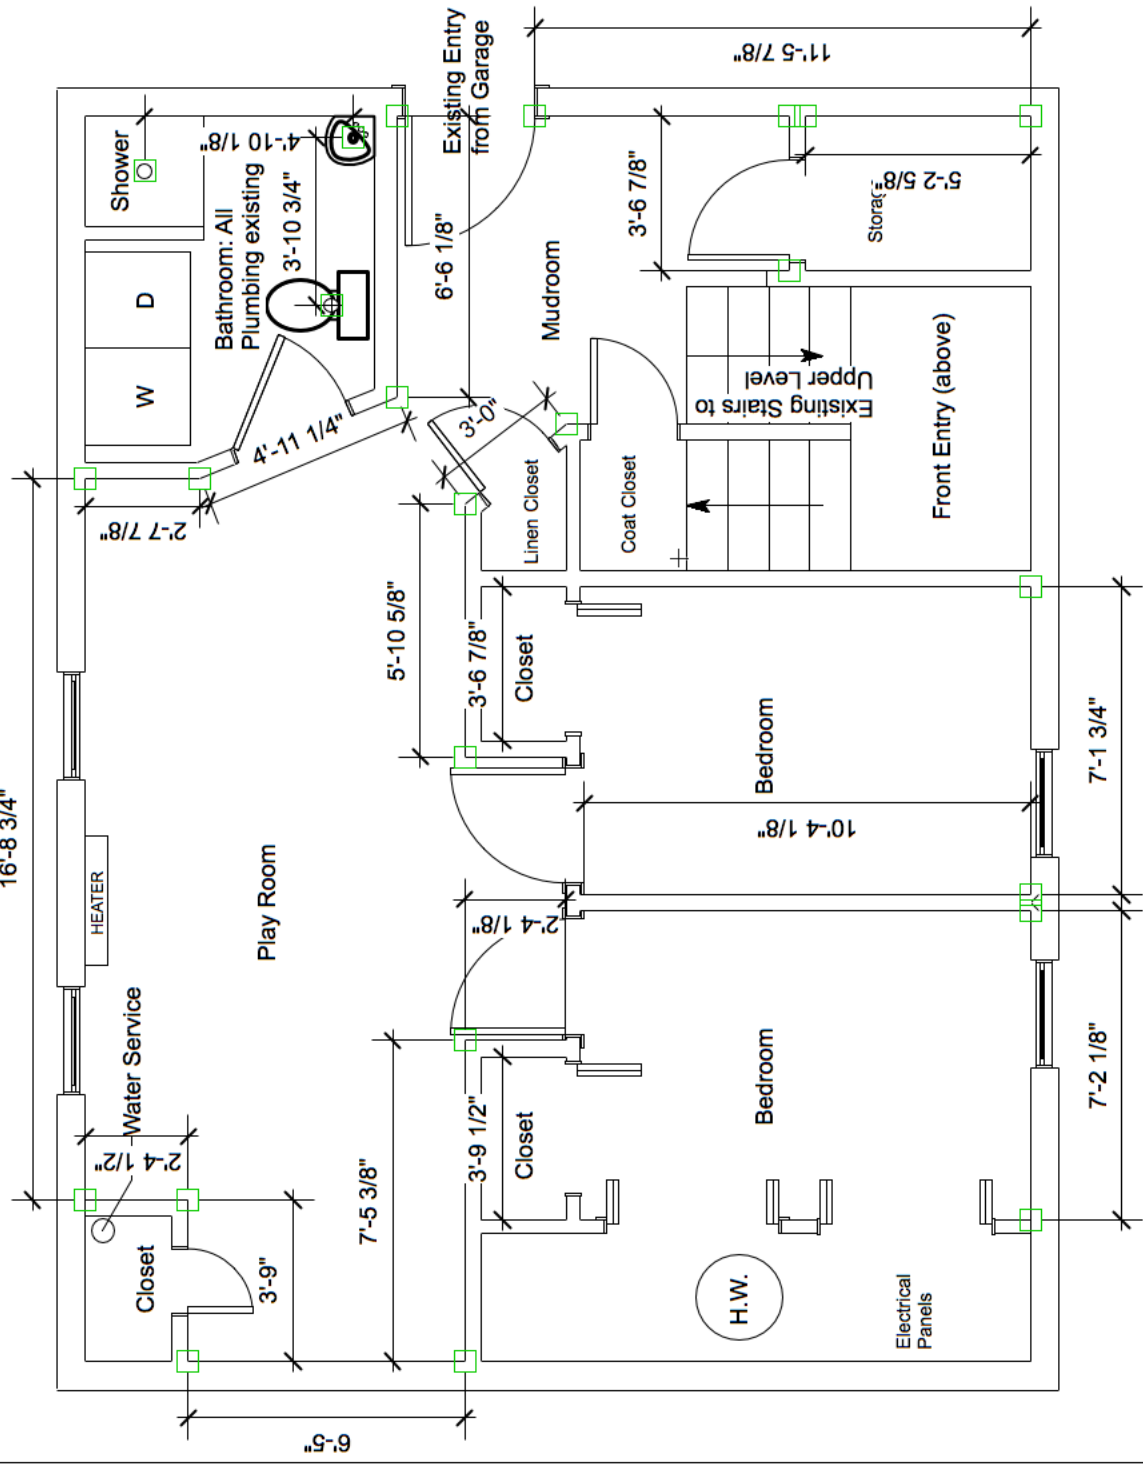 11'-5 7/8"
Existing Entry
from Garage
Shower
4'-10 1/8"
Bathroom: All
Plumbing existing
3'-10 3/4"
6'-6 1/8"
3'-6 7/8"
5'-2 5/8"
Mudroom
D
W
Existing Stairs to
Upper Level
Front Entry (above)
4'-11 1/4"
3'-0"
2'-7 7/8"
Linen Closet
Coat Closet
5'-10 5/8"
3'-6 7/8"
Closet
Bedroom
7'-1 3/4"
10'-4 1/8"
16'-8 3/4"
HEATER
Play Room
2'-4 1/8"
Water Service
2'-4 1/2"
Closet
3'-9"
7'-5 3/8"
3'-9 1/2"
Closet
Bedroom
7'-2 1/8"
H.W.
Electrical
Panels
6'-5"